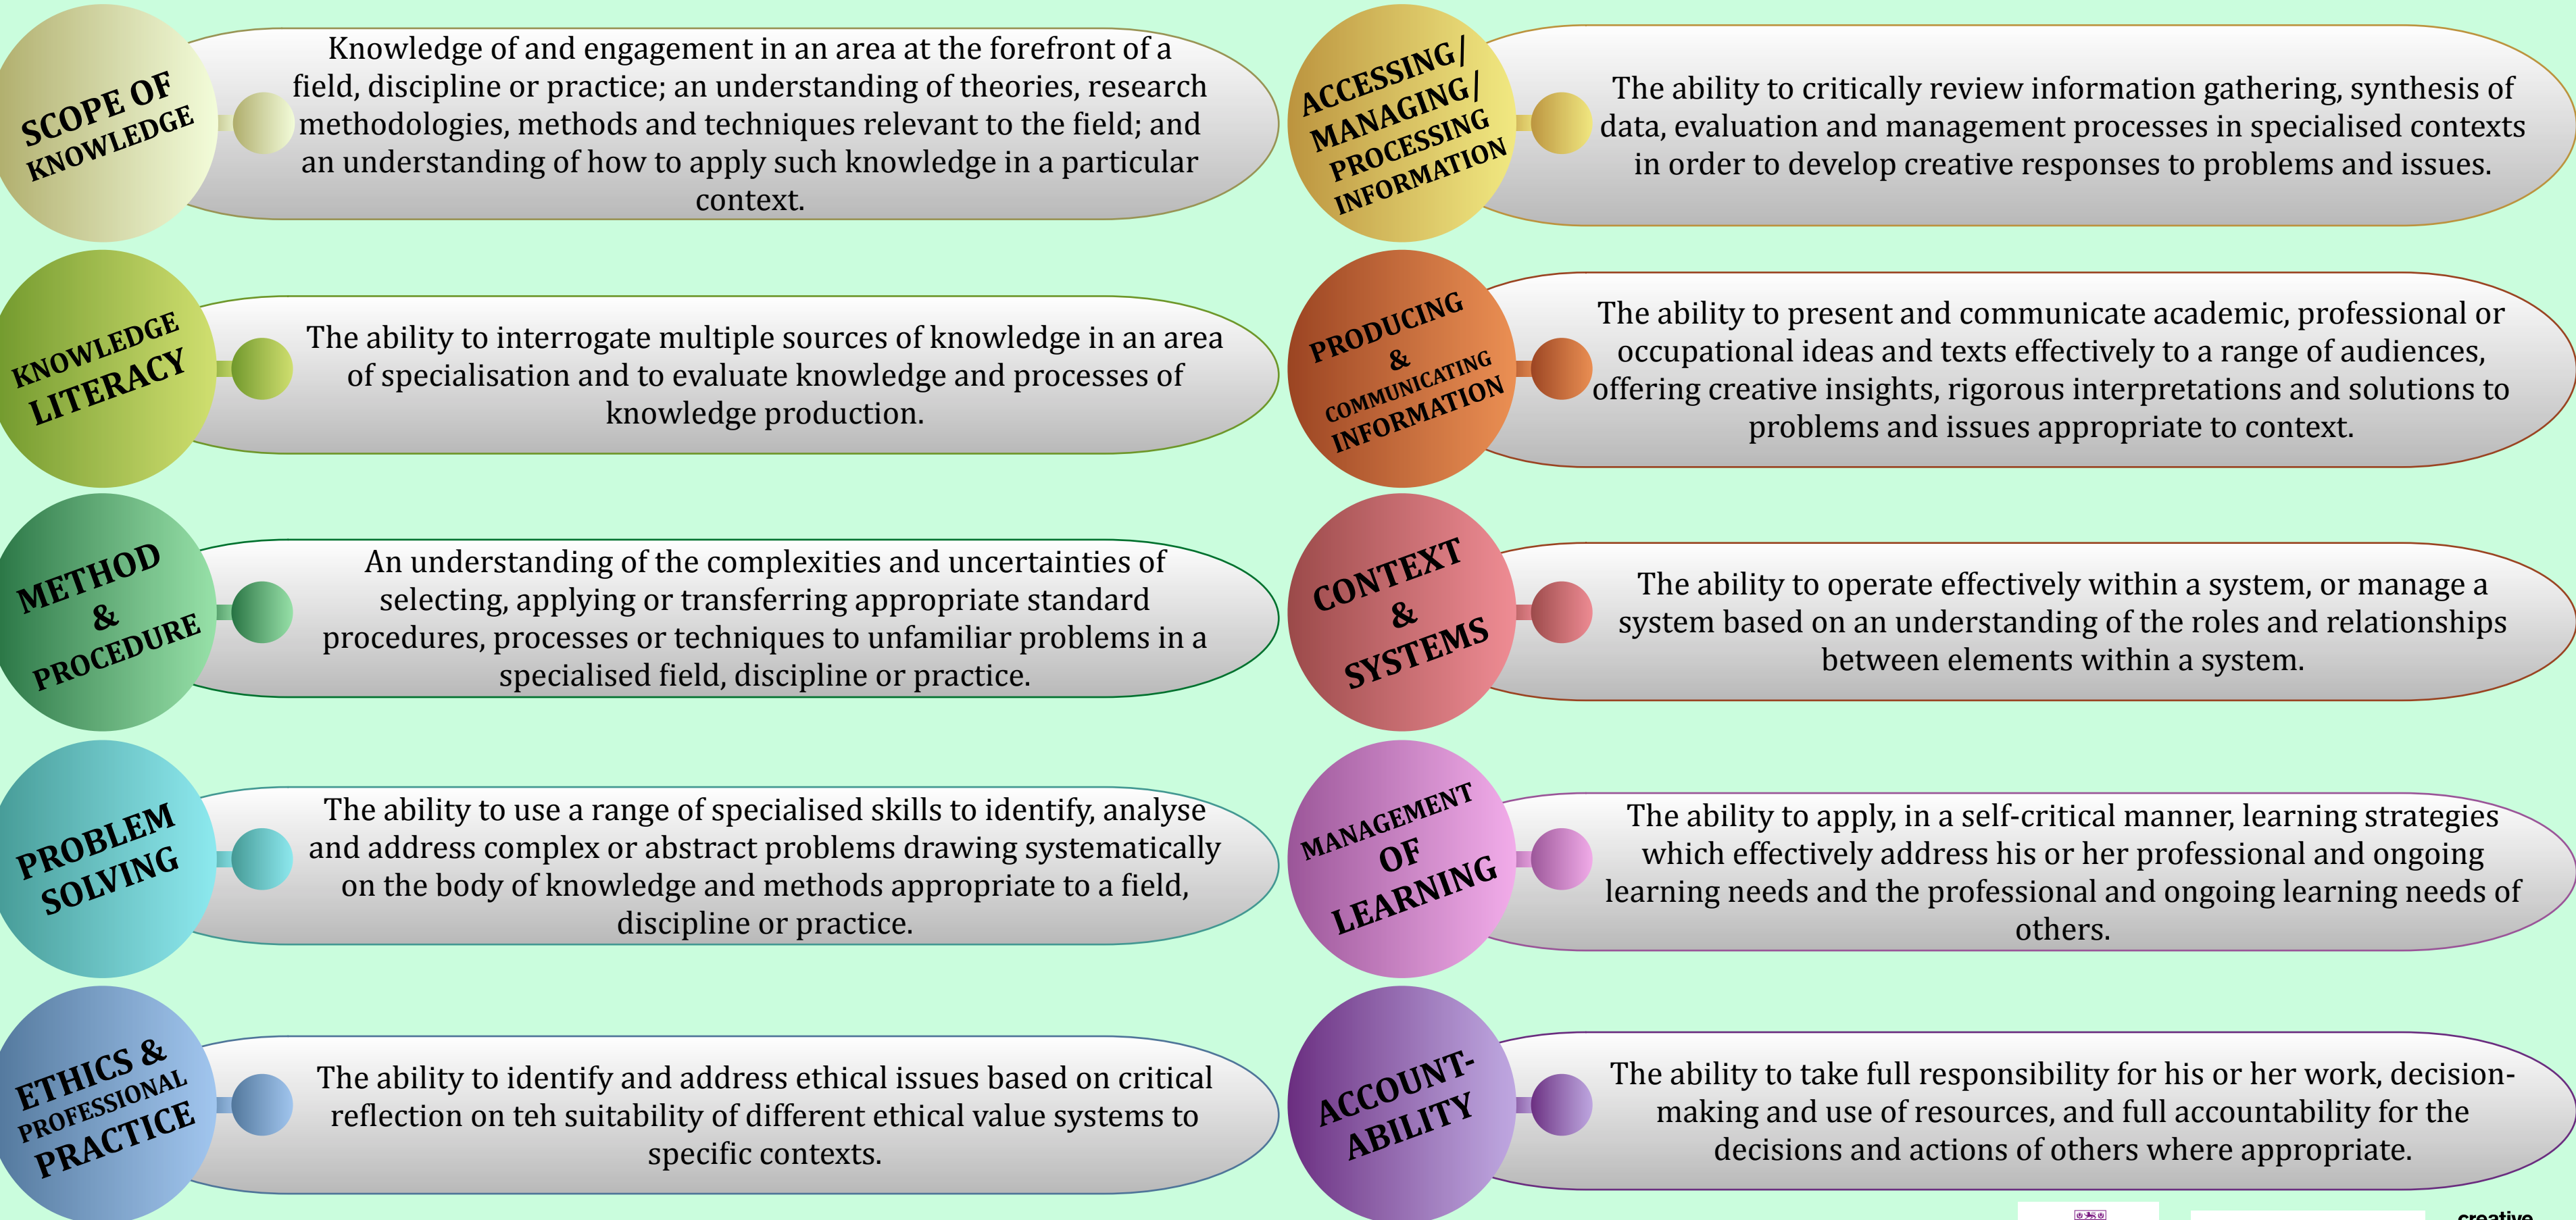 SCOPE OF
KNOWLEDGE
Knowledge of and engagement in an area at the forefront of a
field, discipline or practice; an understanding of theories, research
methodologies, methods and techniques relevant to the field; and
an understanding of how to apply such knowledge in a particular
context.
KNOWLEDGE
LITERACY
The ability to interrogate multiple sources of knowledge in an area
of specialisation and to evaluate knowledge and processes of
knowledge production.
METHOD
&
PROCEDURE
An understanding of the complexities and uncertainties of
selecting, applying or transferring appropriate standard
procedures, processes or techniques to unfamiliar problems in a
specialised field, discipline or practice.
PROBLEM
SOLVING
The ability to use a range of specialised skills to identify, analyse
and address complex or abstract problems drawing systematically
on the body of knowledge and methods appropriate to a field,
discipline or practice.
ETHICS &
PROFESSIONAL
PRACTICE
The ability to identify and address ethical issues based on critical
reflection on teh suitability of different ethical value systems to
specific contexts.
ACCESSING/
MANAGING/
PROCESSING
INFORMATION
The ability to critically review information gathering, synthesis of
data, evaluation and management processes in specialised contexts
in order to develop creative responses to problems and issues.
PRODUCING
&
COMMUNICATING
INFORMATION
The ability to present and communicate academic, professional or
occupational ideas and texts effectively to a range of audiences,
offering creative insights, rigorous interpretations and solutions to
problems and issues appropriate to context.
CONTEXT
&
SYSTEMS
The ability to operate effectively within a system, or manage a
system based on an understanding of the roles and relationships
between elements within a system.
MANAGEMENT
OF
LEARNING
The ability to apply, in a self-critical manner, learning strategies
which effectively address his or her professional and ongoing
learning needs and the professional and ongoing learning needs of
others.
ACCOUNT-
ABILITY
The ability to take full responsibility for his or her work, decision-
making and use of resources, and full accountability for the
decisions and actions of others where appropriate.
creative